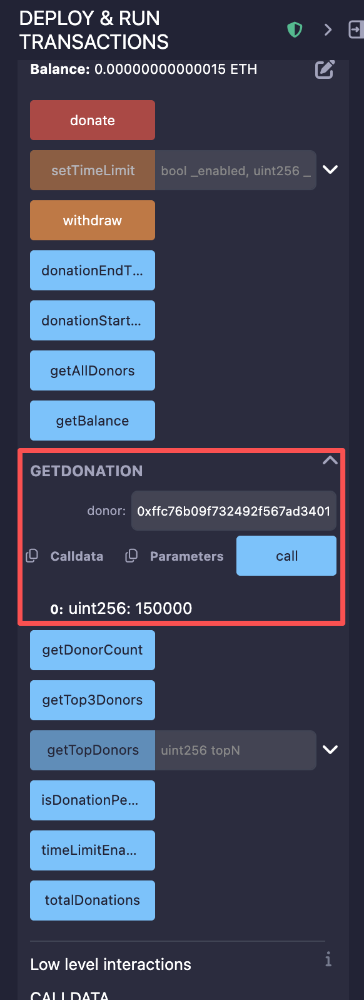 DEPLOY & RUN
TRANSACTIONS
Balance: 0.00000000000015 ETH
donate
setTimeLimit bool _enabled, uint256 _
withdraw
donationEndT...
donationStart...
getAllDonors
getBalance
GETDONATION
donor: 0xffc76b09f732492f567ad3401
Calldata Parameters call
0: uint256: 150000
getDonorCount
getTop3Donors
getTopDonors uint256 topN
isDonationPe...
timeLimitEna...
totalDonations
Low level interactions
CALLDATA